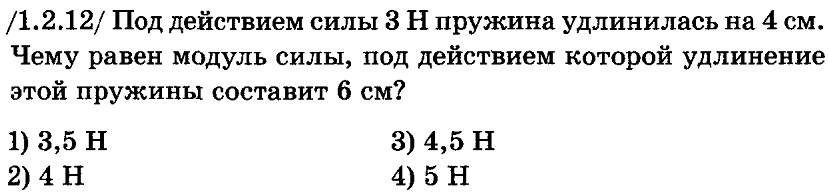 /1.2.12/ Под действием силы 3 Н пружина удлинилась на 4 см.
Чему равен модуль силы, под действием которой удлинение
этой пружины составит 6 см?
1) 3,5 Н 3) 4,5 Н
2) 4 Н 4) 5 Н